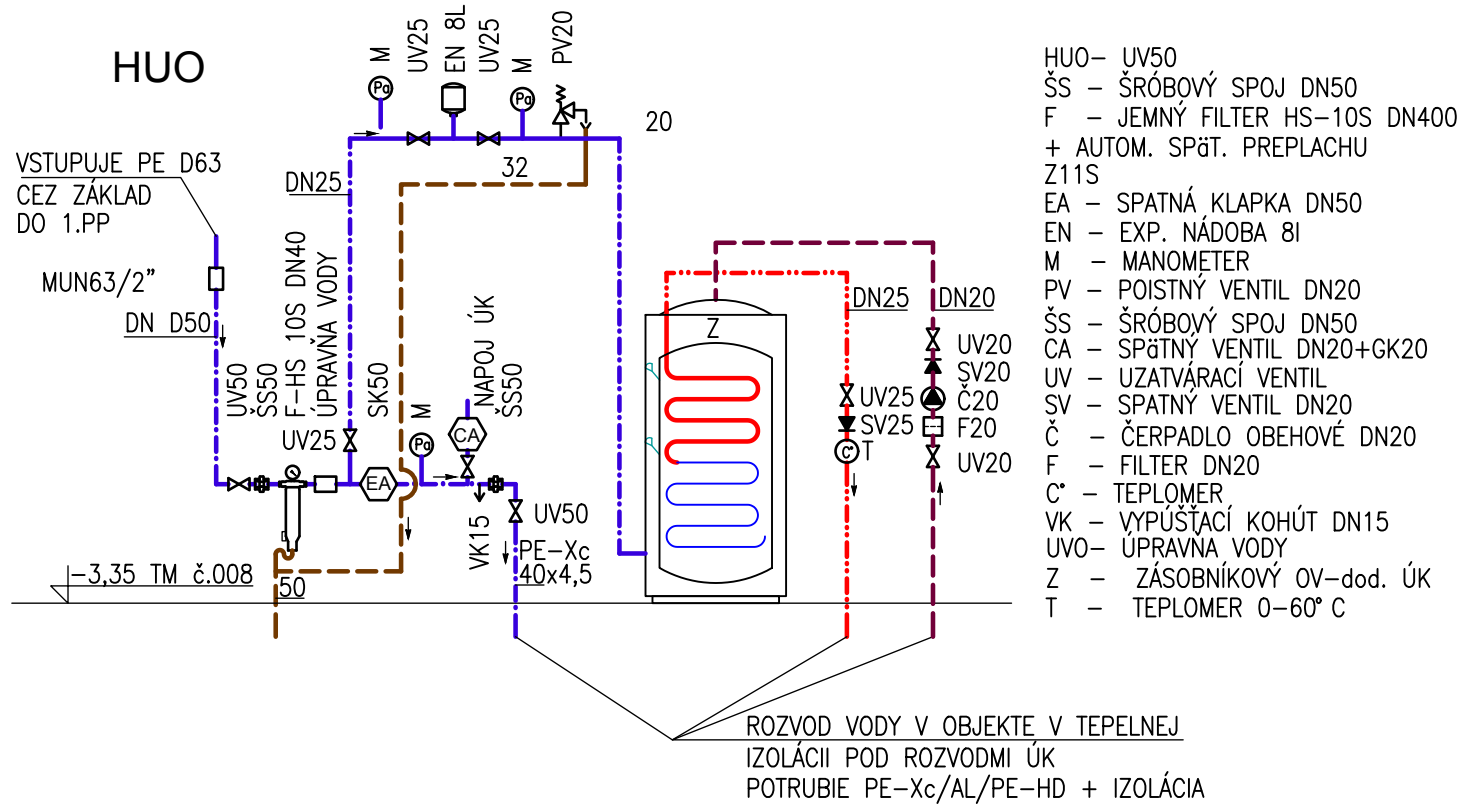 HUO
M
UV25
EN 8L
UV25
M
PV20
Pa
Pa
20
32
VSTUPUJE PE D63
CEZ ZÁKLAD
DO 1.PP
DN25
MUN63/2"
DN D50
UV50
ŠS50
F-HS 10S DN40
ÚPRAVŇA VODY
UV25
SK50
M
NAPOJ ÚK
ŠS50
Pa
CA
EA
VK15
UV50
PE-Xc
40x4,5
-3,35 TM č.008
50
Z
DN25
DN20
UV25
SV25
C°
T
UV20
SV20
Č20
F20
UV20
ROZVOD VODY V OBJEKTE V TEPELNEJ
IZOLÁCII POD ROZVODMI ÚK
POTRUBIE PE-Xc/AL/PE-HD + IZOLÁCIA
HUO- UV50
ŠS - ŠRÓBOVÝ SPOJ DN50
F - JEMNÝ FILTER HS-10S DN400
+ AUTOM. SPäT. PREPLACHU
Z11S
EA - SPATNÁ KLAPKA DN50
EN - EXP. NÁDOBA 8l
M - MANOMETER
PV - POISTNÝ VENTIL DN20
ŠS - ŠRÓBOVÝ SPOJ DN50
CA - SPäTNÝ VENTIL DN20+GK20
UV - UZATVÁRACÍ VENTIL
SV - SPATNÝ VENTIL DN20
Č - ČERPADLO OBEHOVÉ DN20
F - FILTER DN20
C° - TEPLOMER
VK - VYPÚŠŤACÍ KOHÚT DN15
UVO- ÚPRAVŇA VODY
Z - ZÁSOBNÍKOVÝ OV-dod. ÚK
T - TEPLOMER 0-60° C